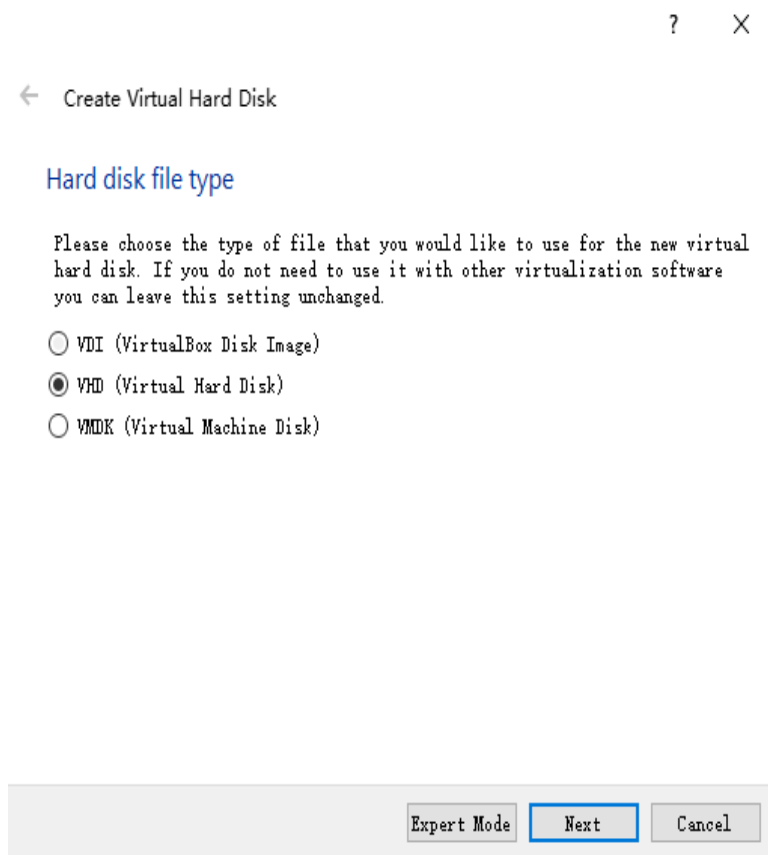 ?
Create Virtual Hard Disk
Hard disk file type
Please choose the type of file that you would like to use for the new virtual
hard disk. If you do not need to use it with other virtualization software
you can leave this setting unchanged.
VDI (VirtualBox Disk Image)
VHD (Virtual Hard Disk)
VMDK (Virtual Machine Disk)
Expert Mode Next Cancel